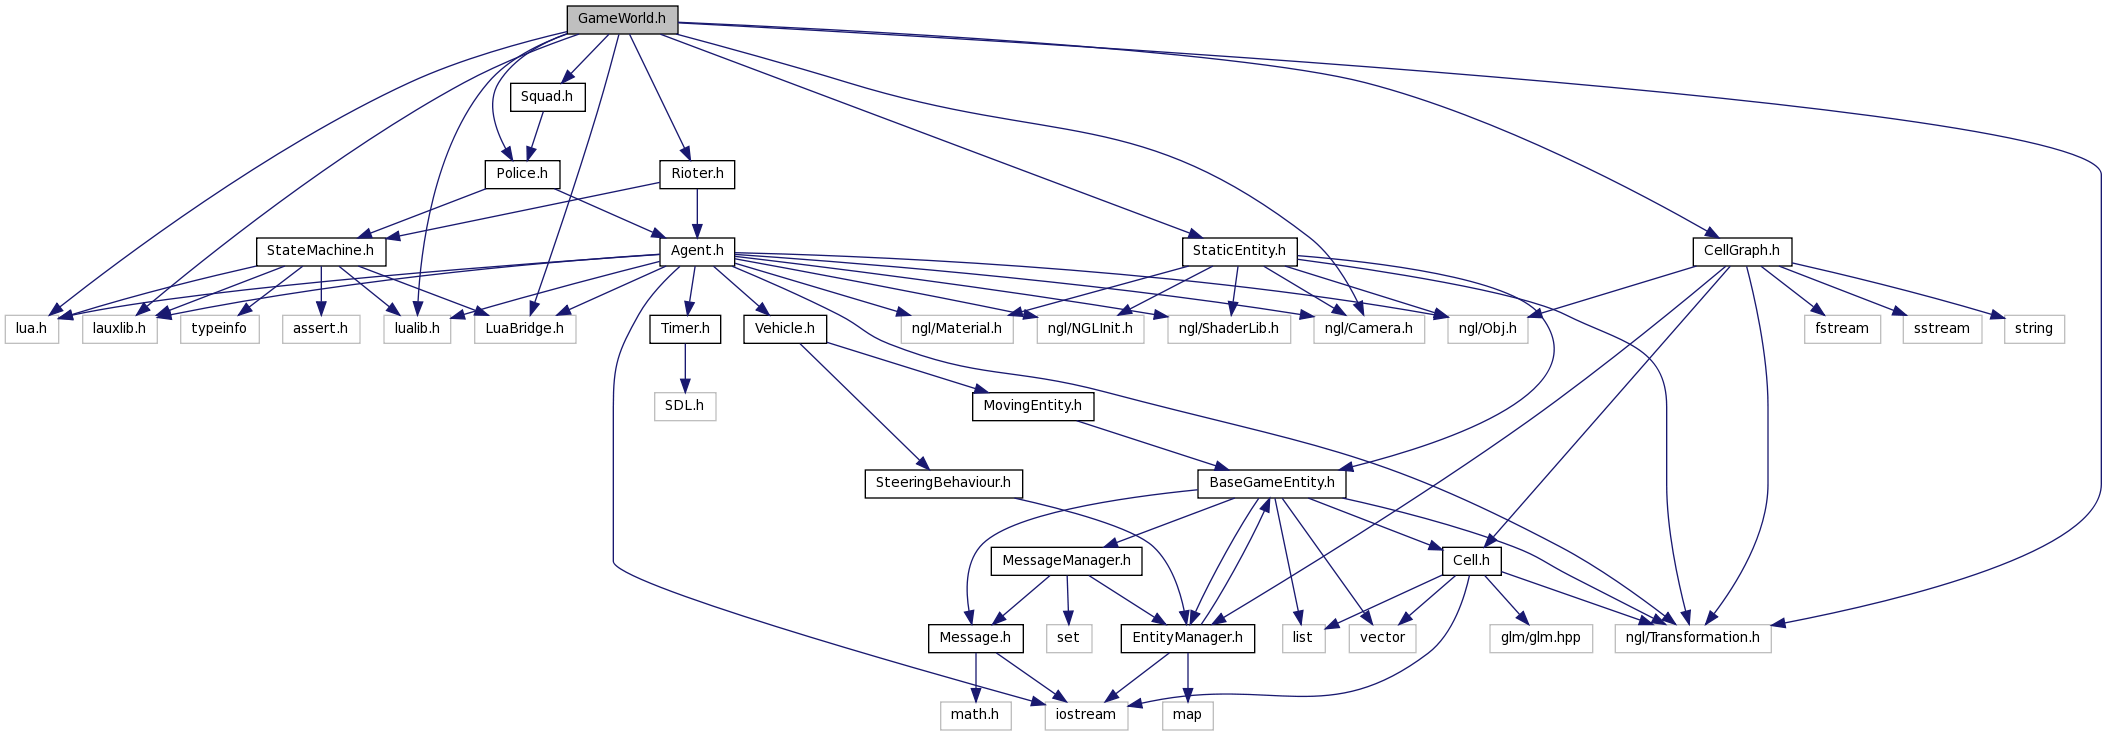 GameWorld.h
Squad.h
Police.h
Rioter.h
StateMachine.h
Agent.h
StaticEntity.h
CellGraph.h
lua.h
lauxlib.h
typeinfo
assert.h
lualib.h
LuaBridge.h
Timer.h
Vehicle.h
ngl/Material.h
ngl/NGLInit.h
ngl/ShaderLib.h
ngl/Camera.h
ngl/Obj.h
fstream
sstream
string
SDL.h
MovingEntity.h
SteeringBehaviour.h
BaseGameEntity.h
MessageManager.h
Cell.h
Message.h
set
EntityManager.h
list
vector
glm/glm.hpp
ngl/Transformation.h
math.h
iostream
map